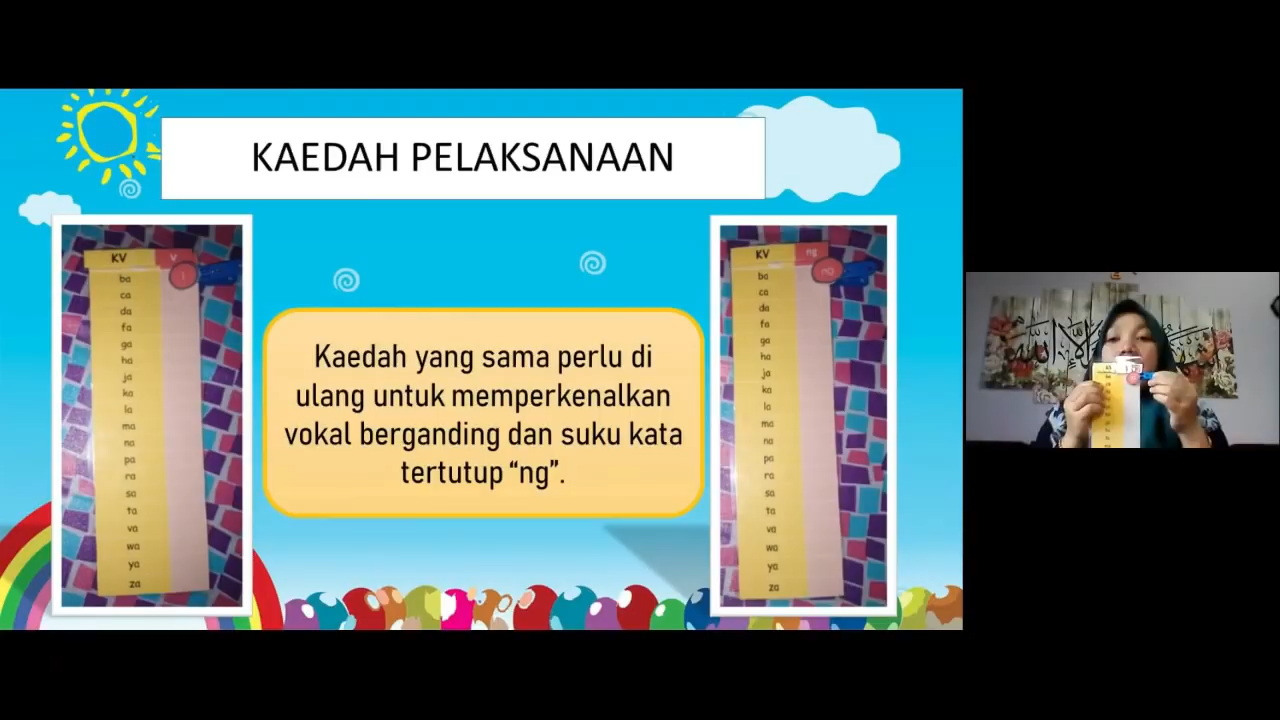 KAEDAH PELAKSANAAN
KV V
i
ba
ca
da
fa
ga
ha
ja
ka
la
ma
na
pa
ra
sa
ta
va
wa
ya
za
Kaedah yang sama perlu di
ulang untuk memperkenalkan
vokal berganding dan suku kata
tertutup “ng”.
KV ng
ng
ba
ca
da
fa
ga
ha
ja
ka
la
ma
na
pa
ra
sa
ta
va
wa
ya
za